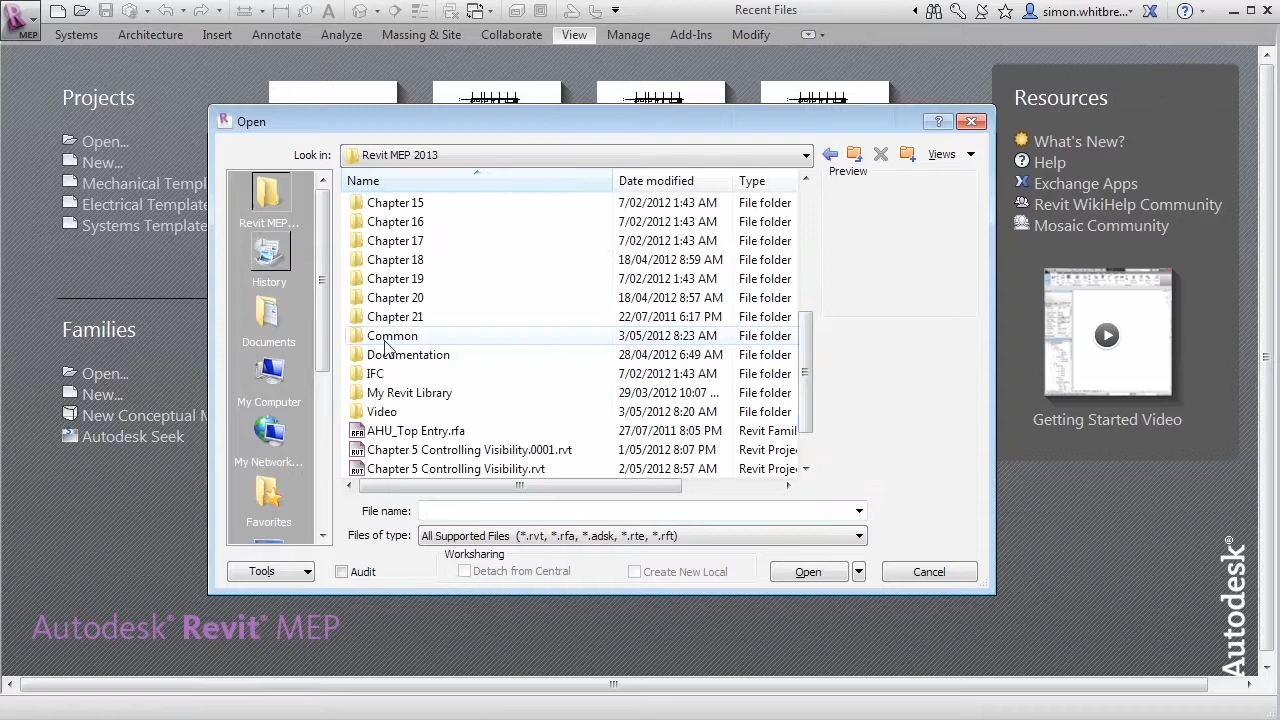 Recent Files
simon.whitbre...
MEP
Systems
Architecture
Insert
Annotate
Analyze
Massing & Site
Collaborate
View
Manage
Add-Ins
Modify
Projects
Open...
New...
Mechanical Templ
Electrical Template
Systems Template
Families
Open...
New...
New Conceptual M
Autodesk Seek
Open
Look in:
Revit MEP 2013
Views
Revit MEP...
History
Documents
My Computer
My Network...
Favorites
Name Date modified Type
Chapter 15 7/02/2012 1:43 AM File folder
Chapter 16 7/02/2012 1:43 AM File folder
Chapter 17 7/02/2012 1:43 AM File folder
Chapter 18 18/04/2012 8:59 AM File folder
Chapter 19 7/02/2012 1:43 AM File folder
Chapter 20 18/04/2012 8:57 AM File folder
Chapter 21 22/07/2011 6:17 PM File folder
Common 3/05/2012 8:23 AM File folder
Documentation 28/04/2012 6:49 AM File folder
IFC 7/02/2012 1:43 AM File folder
My Revit Library 29/03/2012 10:07 ... File folder
Video 3/05/2012 8:20 AM File folder
AHU_Top Entry.rfa 27/07/2011 8:05 PM Revit Famil
Chapter 5 Controlling Visibility.0001.rvt 1/05/2012 8:07 PM Revit Projec
Chapter 5 Controlling Visibility.rvt 2/05/2012 8:57 AM Revit Projec
Preview
File name:
Files of type: All Supported Files (*.rvt, *.rfa, *.adsk, *.rte, *.rft)
Worksharing
Tools
Audit
Detach from Central
Create New Local
Open
Cancel
Resources
What's New?
Help
Exchange Apps
Revit WikiHelp Community
Mosaic Community
Getting Started Video
Autodesk® Revit® MEP
Autodesk®